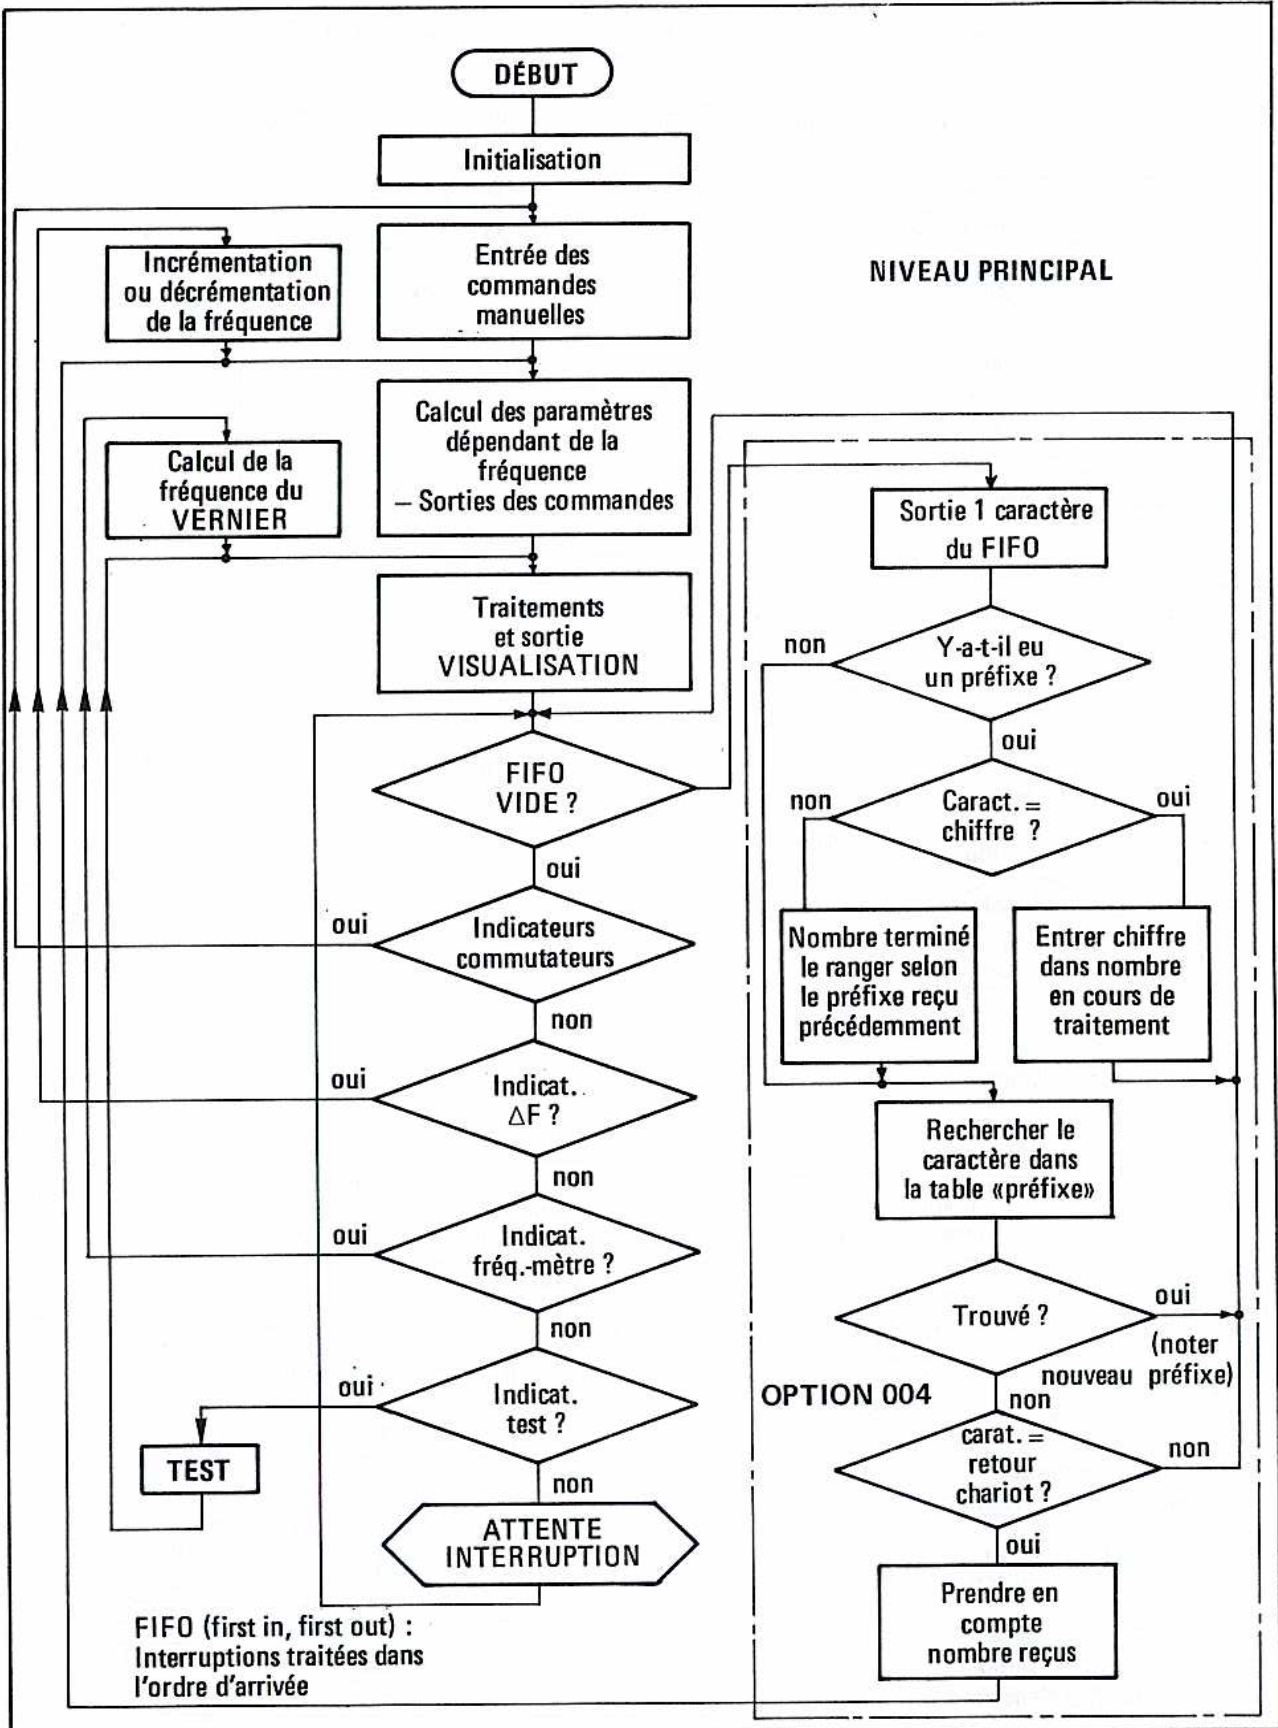 DÉBUT
Initialisation
Entrée des
commandes
manuelles
NIVEAU PRINCIPAL
Incrémentation
ou décrémentation
de la fréquence
Calcul des paramètres
dépendant de la
fréquence
– Sorties des commandes
Calcul de la
fréquence du
VERNIER
Traitements
et sortie
VISUALISATION
FIFO
VIDE ?
oui
Indicateurs
commutateurs
oui
non
Indicat.
ΔF ?
oui
non
Indicat.
fréq.-mètre ?
oui
non
Indicat.
test ?
oui
TEST
non
ATTENTE
INTERRUPTION
FIFO (first in, first out) :
Interruptions traitées dans
l'ordre d'arrivée
Sortie 1 caractère
du FIFO
Y-a-t-il eu
un préfixe ?
non
oui
Caract. =
chiffre ?
non
oui
Nombre terminé
le ranger selon
le préfixe reçu
précédemment
Entrer chiffre
dans nombre
en cours de
traitement
Rechercher le
caractère dans
la table «préfixe»
Trouvé ?
oui
(noter
nouveau préfixe)
OPTION 004
non
carat. =
retour
chariot ?
non
oui
Prendre en
compte
nombre reçus